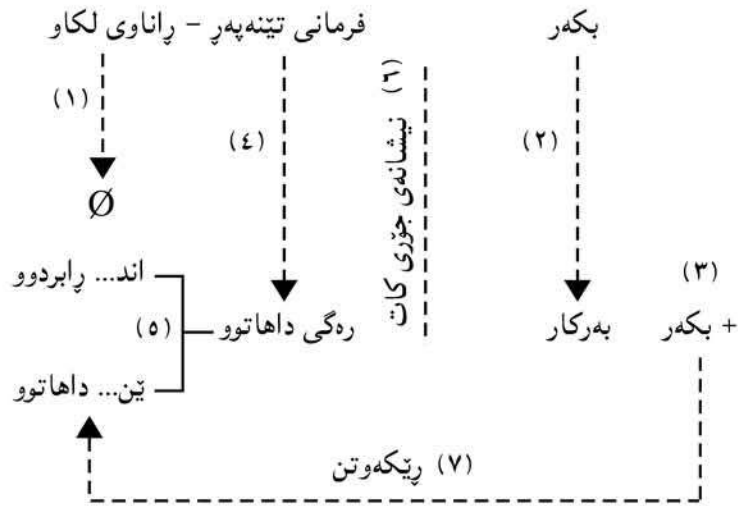 بکەر
فرمانی تێنەپەڕ – ڕاناوی لکاو
(١)
(٤)
نیشانەی جۆری کات (٦)
(٢)
Ø
(٣)
اند... ڕابردوو
+ بکەر
بەرکار
ڕەگی داهاتوو
(٥)
ێن... داهاتوو
(٧) ڕێکەوتن